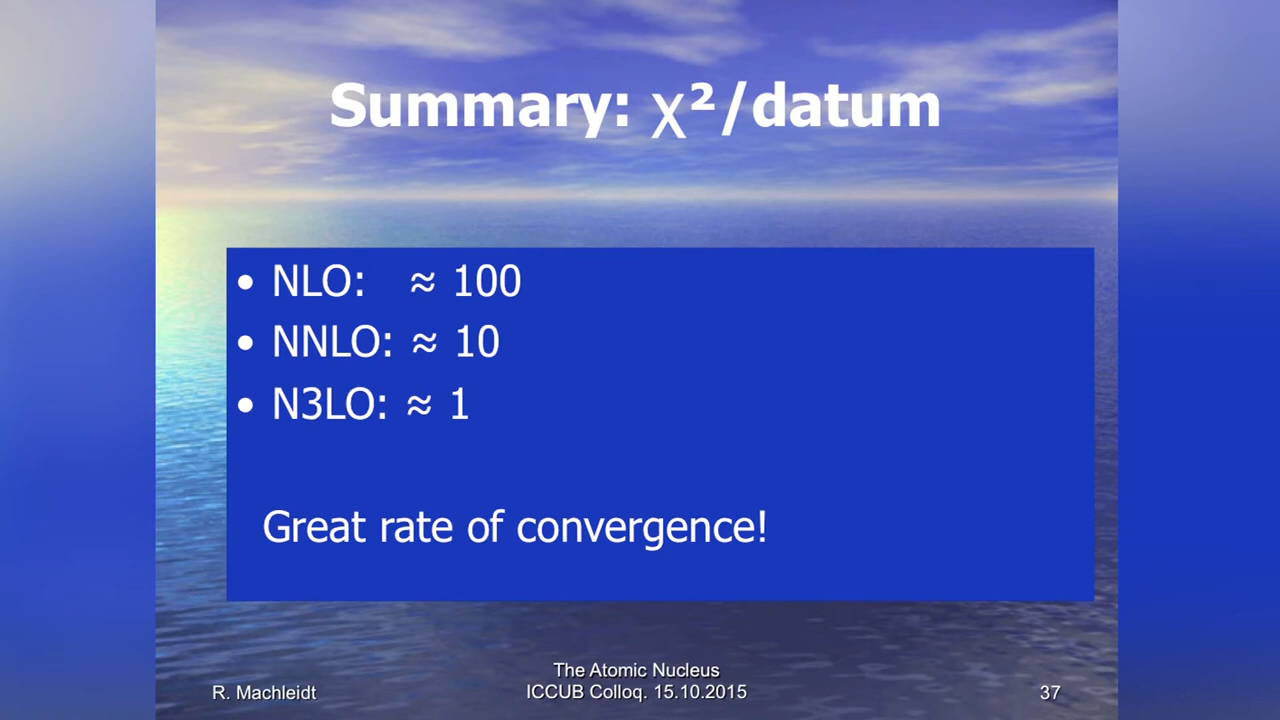 Summary: χ²/datum
• NLO: ≈ 100
• NNLO: ≈ 10
• N3LO: ≈ 1
Great rate of convergence!
R. Machleidt
The Atomic Nucleus
ICCUB Colloq. 15.10.2015
37